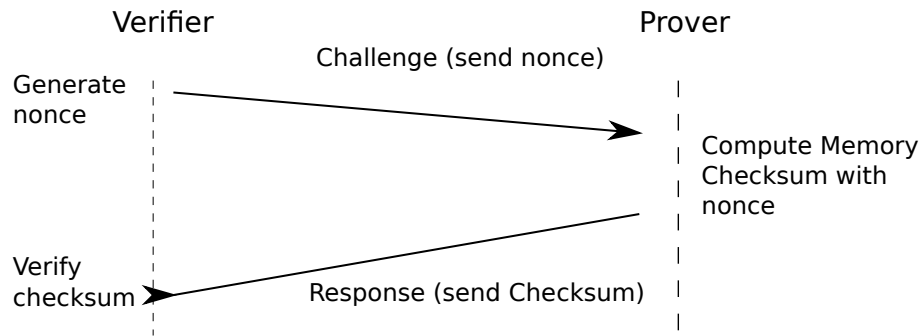 Verifier
Prover
Challenge (send nonce)
Generate
nonce
Compute Memory
Checksum with
nonce
Verify
checksum
Response (send Checksum)